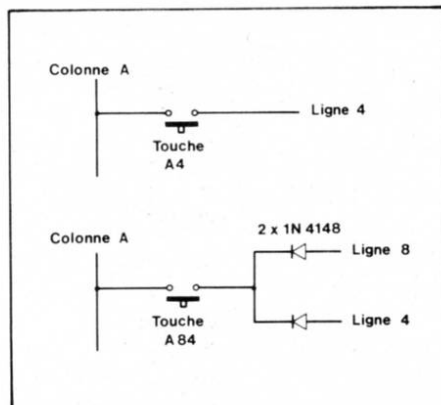 Colonne A
Ligne 4
Touche
A4
Colonne A
2 x 1N 4148
Ligne 8
Touche
A 84
Ligne 4